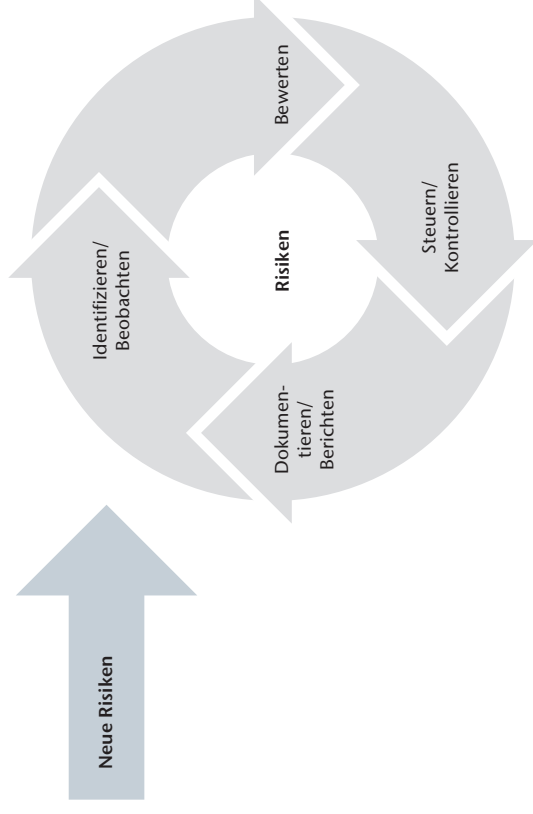 Neue Risiken
Identifizieren/
Beobachten
Bewerten
Steuern/
Kontrollieren
Dokumen-
tieren/
Berichten
Risiken